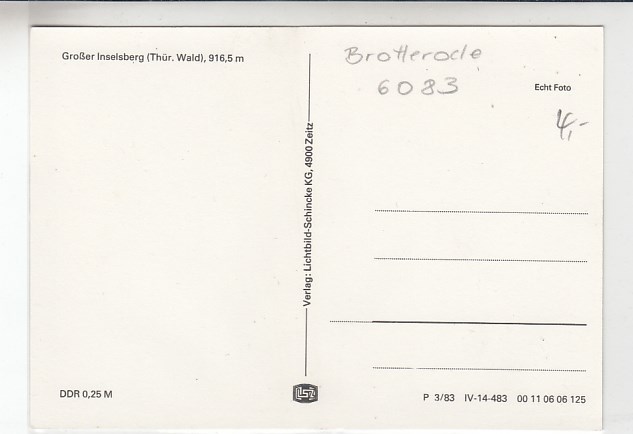 Großer Inselsberg (Thür. Wald), 916,5 m
Brotterode
6083
Echt Foto
4,-
Verlag: Lichtbild-Schincke KG, 4900 Zeitz
DDR 0,25 M
P 3/83 IV-14-483 00 11 06 06 125